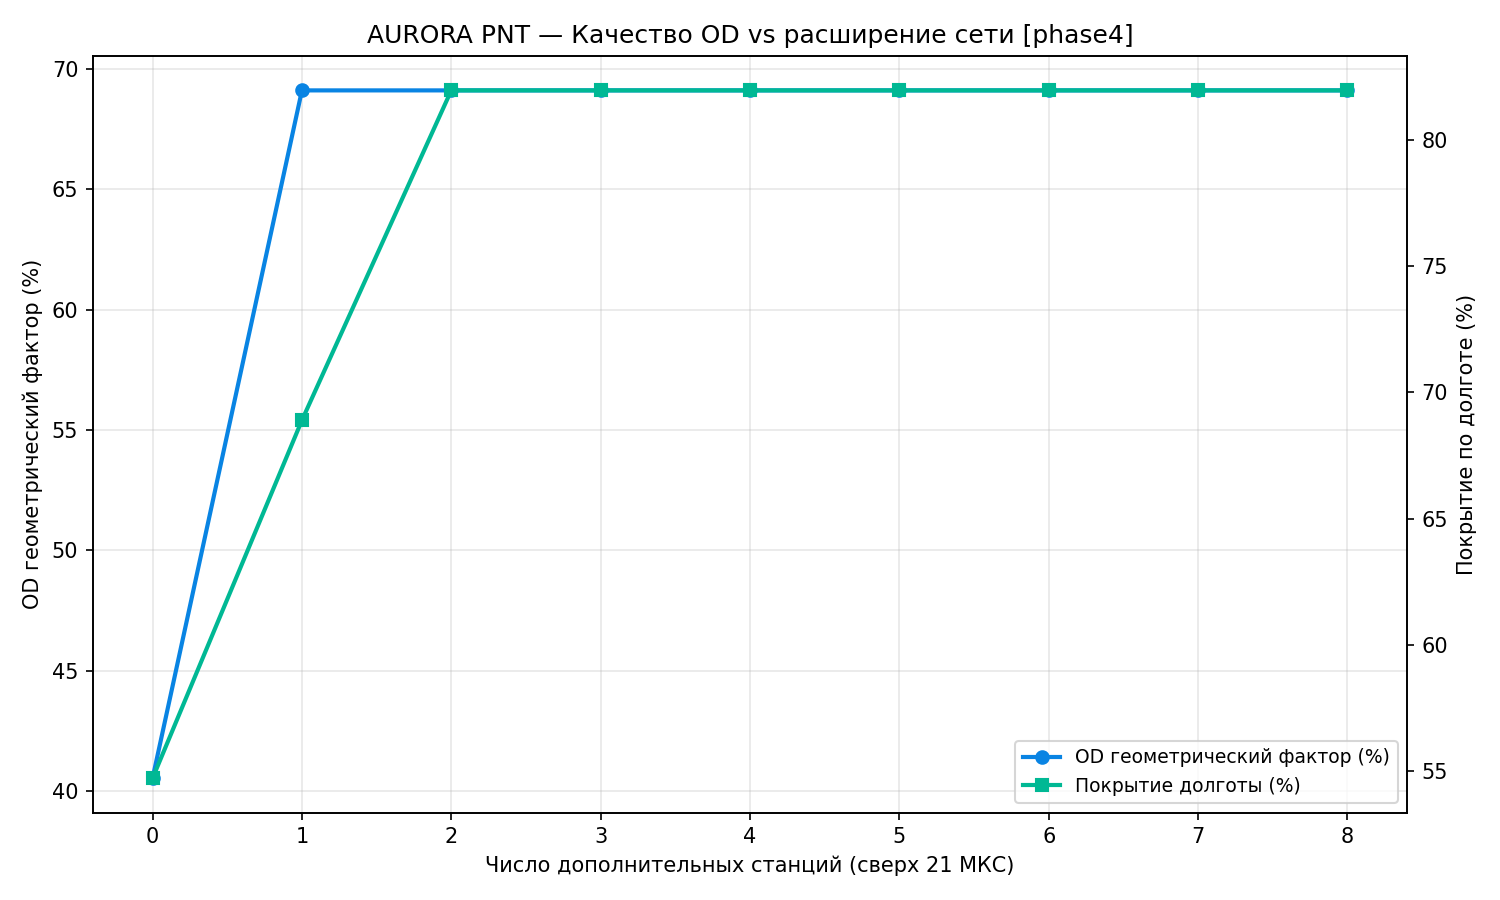 AURORA PNT — Качество OD vs расширение сети [phase4]
OD геометрический фактор (%)
70
65
60
55
50
45
40
80
75
70
65
60
55
Покрытие по долготе (%)
OD геометрический фактор (%)
Покрытие долготы (%)
0 1 2 3 4 5 6 7 8
Число дополнительных станций (сверх 21 МКС)